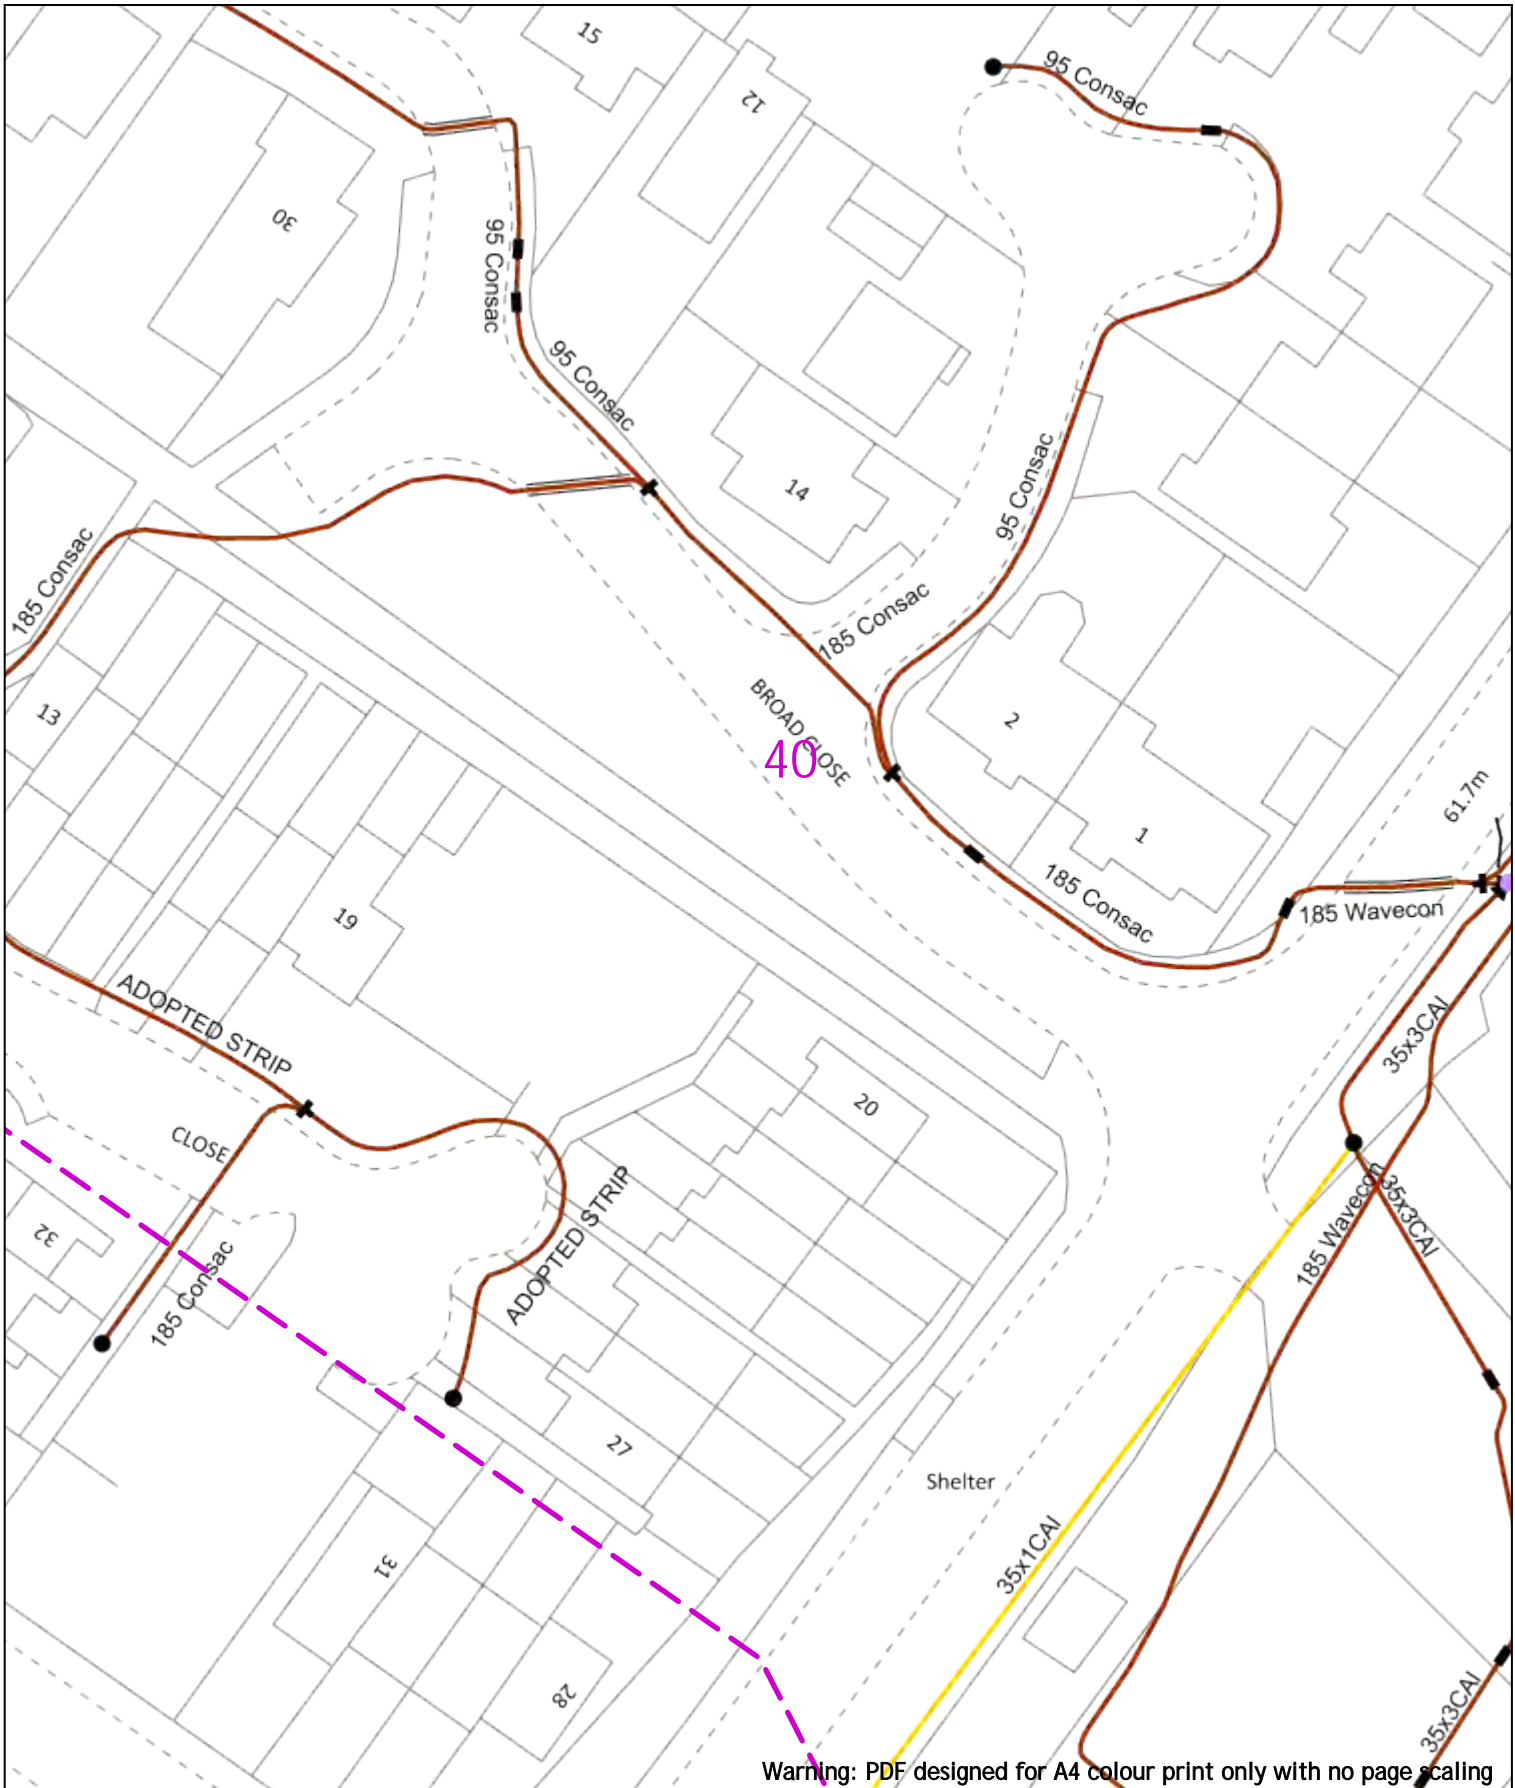 15
95 Consac
12
30
95 Consac
95 Consac
95 Consac
14
185 Consac
185 Consac
13
2
BROAD CLOSE
40
61.7m
1
185 Consac
185 Wavecon
19
ADOPTED STRIP
35x3CAI
20
CLOSE
ADOPTED STRIP
185 Wavecon
35x3CAI
32
185 Consac
27
Shelter
35x1CAI
31
28
35x3CAI
Warning: PDF designed for A4 colour print only with no page scaling